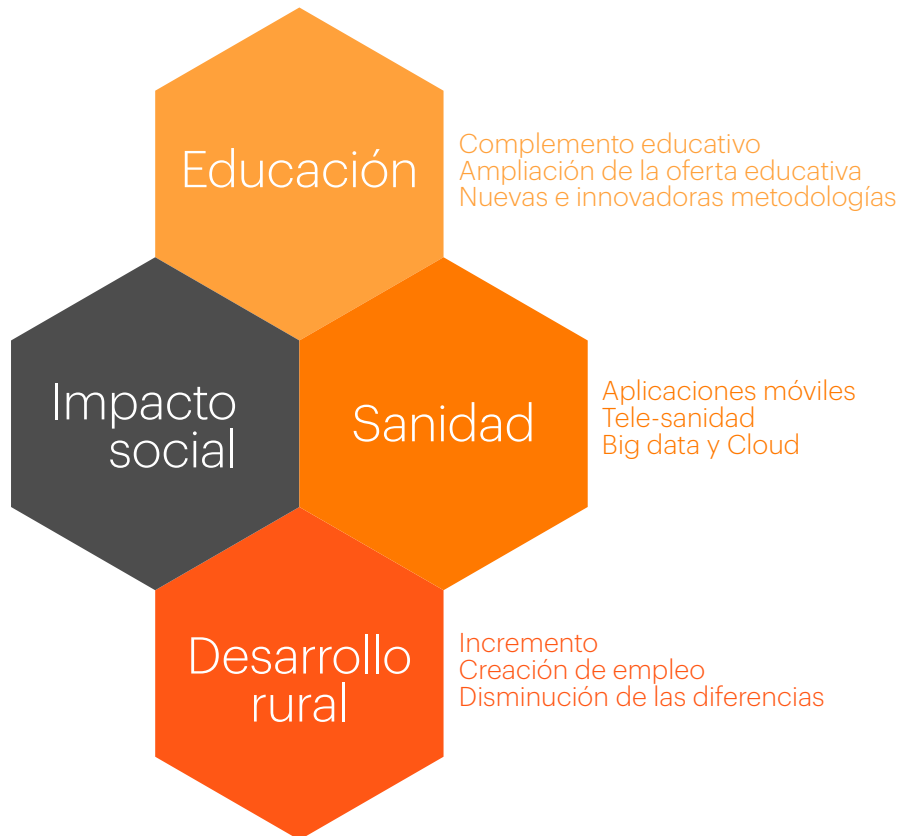 Educación
Complemento educativo
Ampliación de la oferta educativa
Nuevas e innovadoras metodologías
Impacto
social
Sanidad
Aplicaciones móviles
Tele-sanidad
Big data y Cloud
Desarrollo
rural
Incremento
Creación de empleo
Disminución de las diferencias